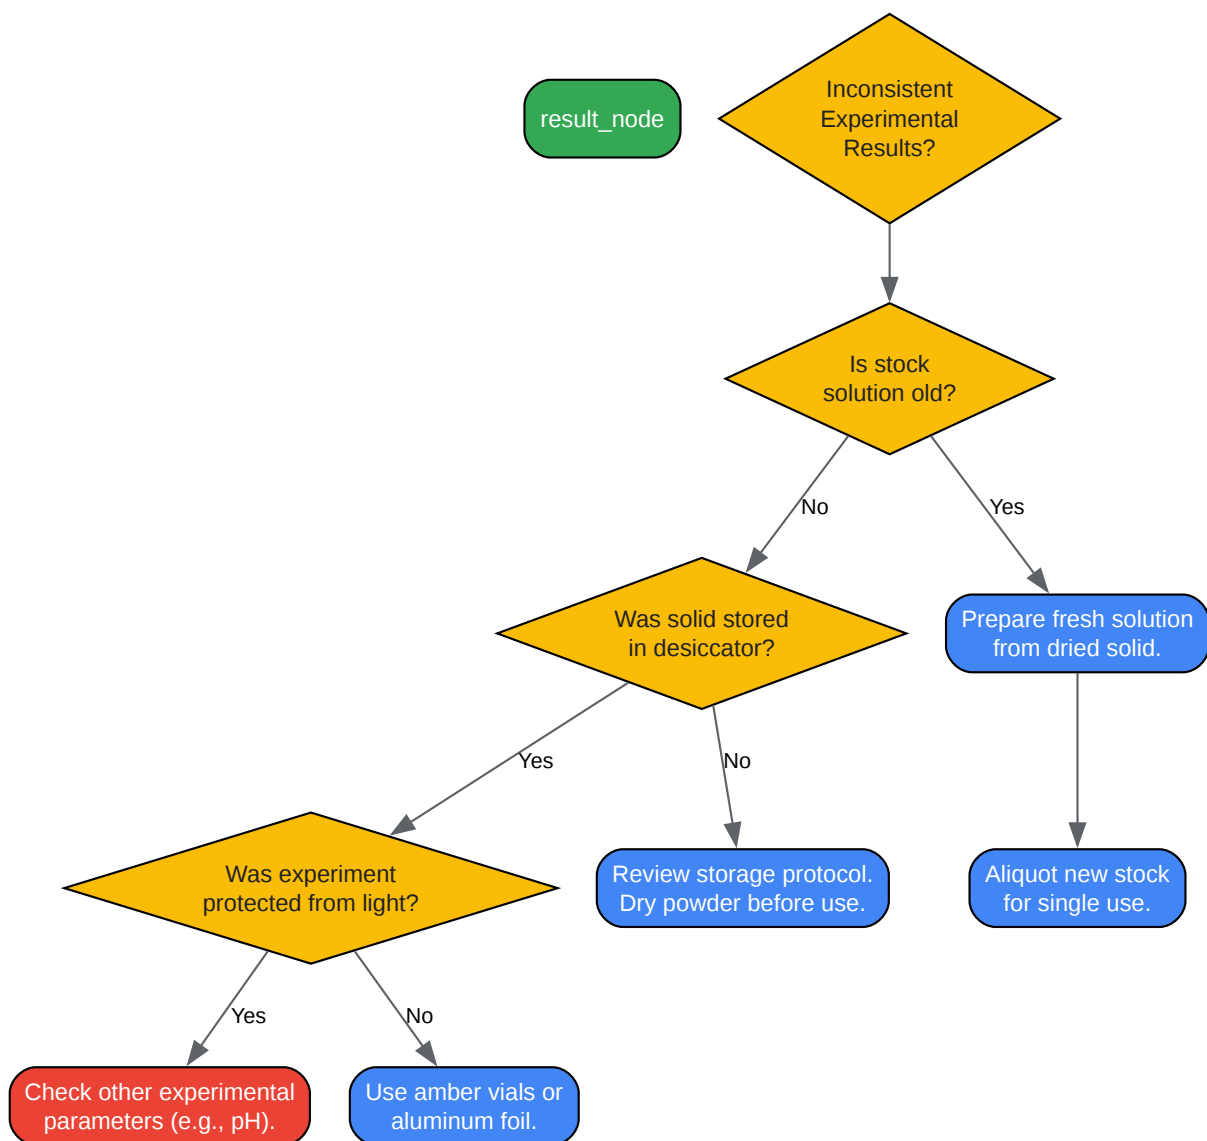 Inconsistent
Experimental
Results?
result_node
Is stock
solution old?
No
Yes
Was solid stored
in desiccator?
Prepare fresh solution
from dried solid.
Yes
No
Was experiment
protected from light?
Review storage protocol.
Dry powder before use.
Aliquot new stock
for single use.
Yes
No
Check other experimental
parameters (e.g., pH).
Use amber vials or
aluminum foil.